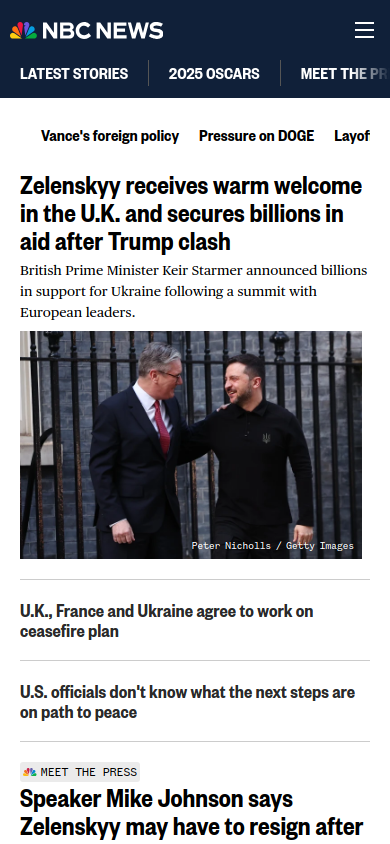 NBC NEWS
LATEST STORIES 2025 OSCARS MEET THE PR
Vance's foreign policy Pressure on DOGE Layof
Zelenskyy receives warm welcome
in the U.K. and secures billions in
aid after Trump clash
British Prime Minister Keir Starmer announced billions
in support for Ukraine following a summit with
European leaders.
Peter Nicholls / Getty Images
U.K., France and Ukraine agree to work on
ceasefire plan
U.S. officials don't know what the next steps are
on path to peace
MEET THE PRESS
Speaker Mike Johnson says
Zelenskyy may have to resign after